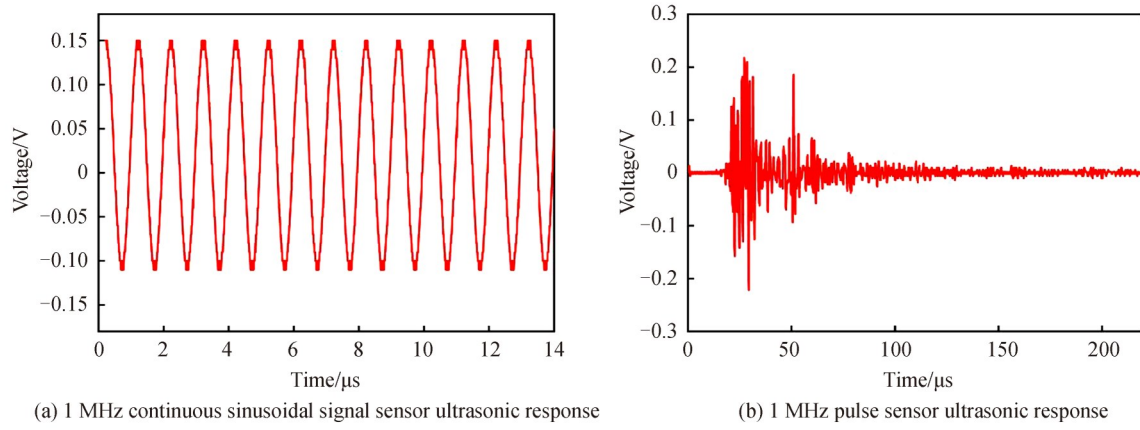 0.15
0.10
0.05
0
−0.05
−0.10
−0.15
Voltage/V
0 2 4 6 8 10 12 14
Time/μs
(a) 1 MHz continuous sinusoidal signal sensor ultrasonic response
0.3
0.2
0.1
0
−0.1
−0.2
−0.3
Voltage/V
0 50 100 150 200
Time/μs
(b) 1 MHz pulse sensor ultrasonic response